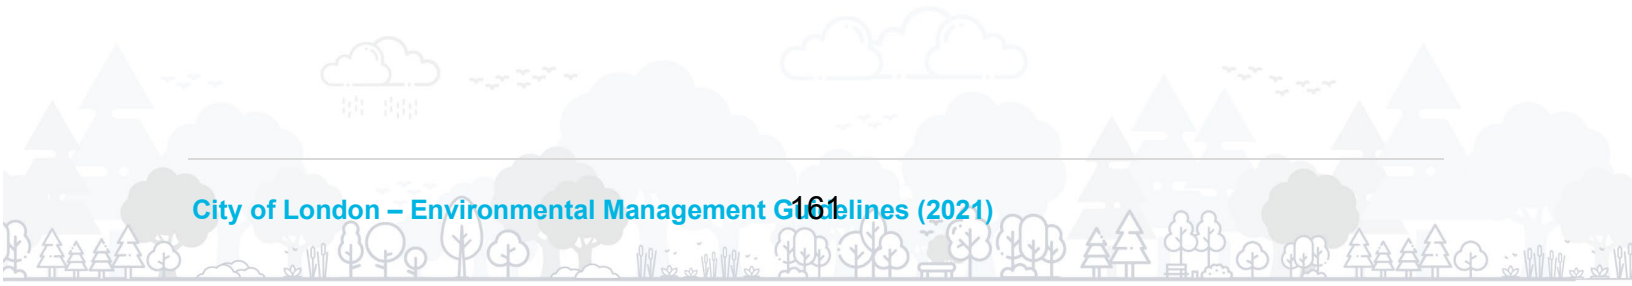 City of London – Environmental Management Guidelines (2021)
161